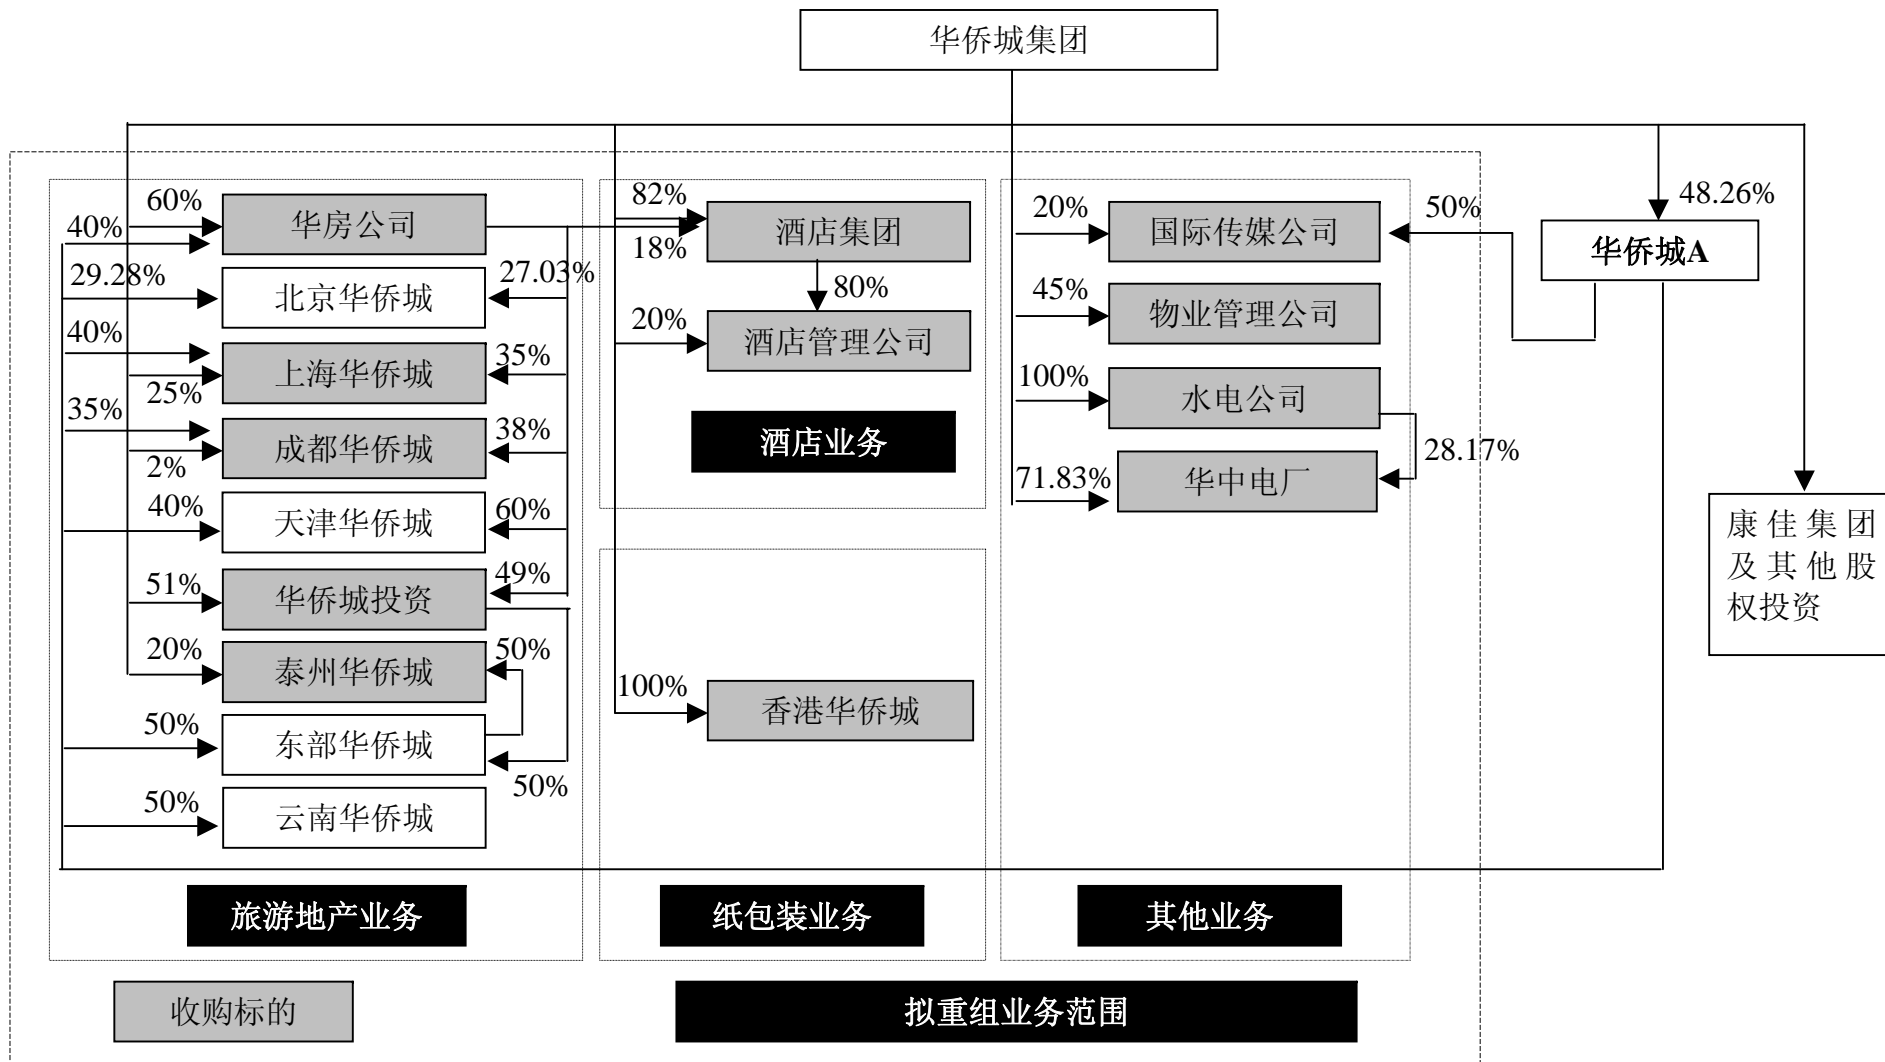 华侨城集团
60%
华房公司
40%
82%
酒店集团
18%
20%
国际传媒公司
50%
48.26%
华侨城A
29.28%
北京华侨城
27.03%
80%
45%
物业管理公司
40%
上海华侨城
35%
25%
20%
酒店管理公司
100%
水电公司
35%
成都华侨城
38%
2%
酒店业务
28.17%
71.83%
华中电厂
40%
天津华侨城
60%
康佳集团
及其他股
权投资
51%
华侨城投资
49%
20%
泰州华侨城
50%
100%
香港华侨城
50%
东部华侨城
50%
50%
云南华侨城
旅游地产业务
纸包装业务
其他业务
收购标的
拟重组业务范围